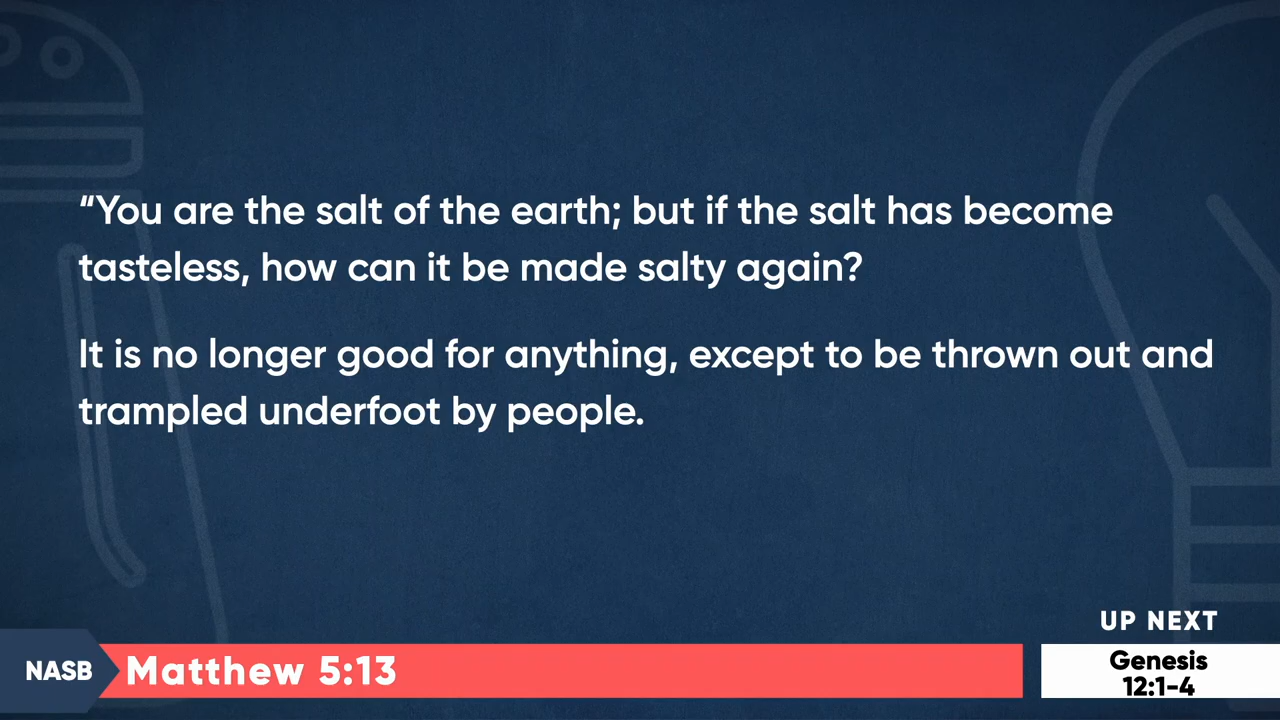 “You are the salt of the earth; but if the salt has become
tasteless, how can it be made salty again?
It is no longer good for anything, except to be thrown out and
trampled underfoot by people.
UP NEXT
NASB
Matthew 5:13
Genesis
12:1-4